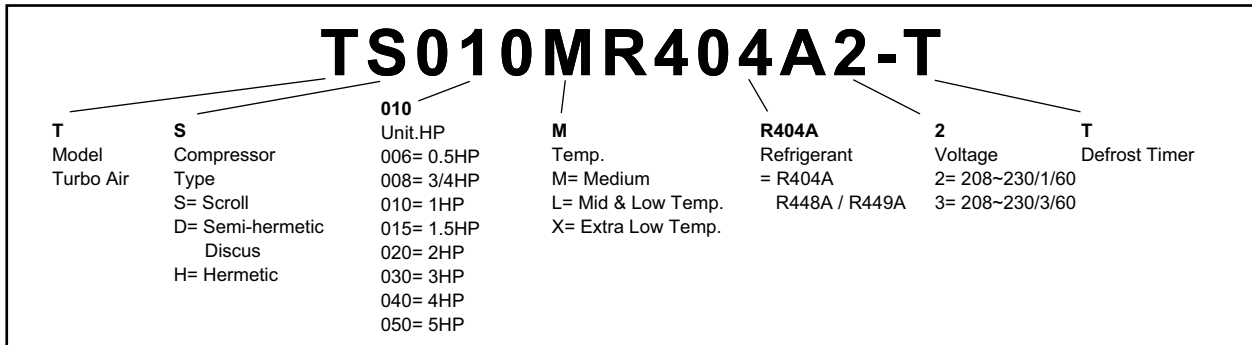 TS010MR404A2-T
T
Model
Turbo Air
S
Compressor
Type
S= Scroll
D= Semi-hermetic
Discus
H= Hermetic
010
Unit.HP
006= 0.5HP
008= 3/4HP
010= 1HP
015= 1.5HP
020= 2HP
030= 3HP
040= 4HP
050= 5HP
M
Temp.
M= Medium
L= Mid & Low Temp.
X= Extra Low Temp.
R404A
Refrigerant
= R404A
R448A / R449A
2
Voltage
2= 208~230/1/60
3= 208~230/3/60
T
Defrost Timer